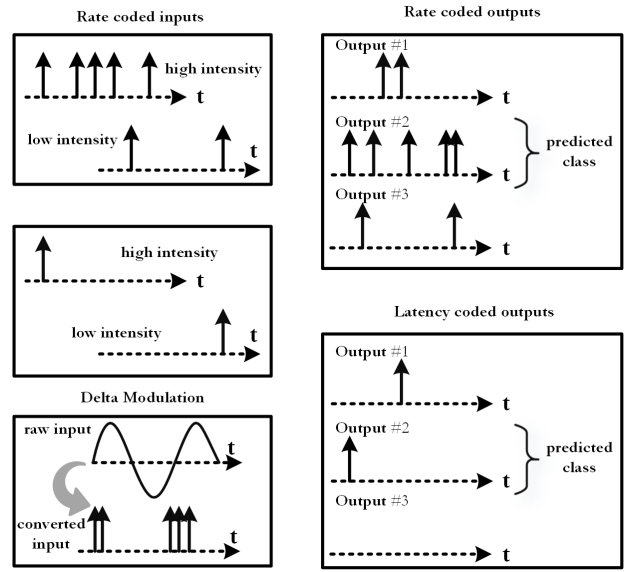 Rate coded inputs
high intensity
t
low intensity
t
high intensity
t
low intensity
t
Delta Modulation
raw input
t
converted
input
t
Rate coded outputs
Output #1
t
Output #2
t
predicted
class
Output #3
t
Latency coded outputs
Output #1
t
Output #2
t
predicted
class
Output #3
t